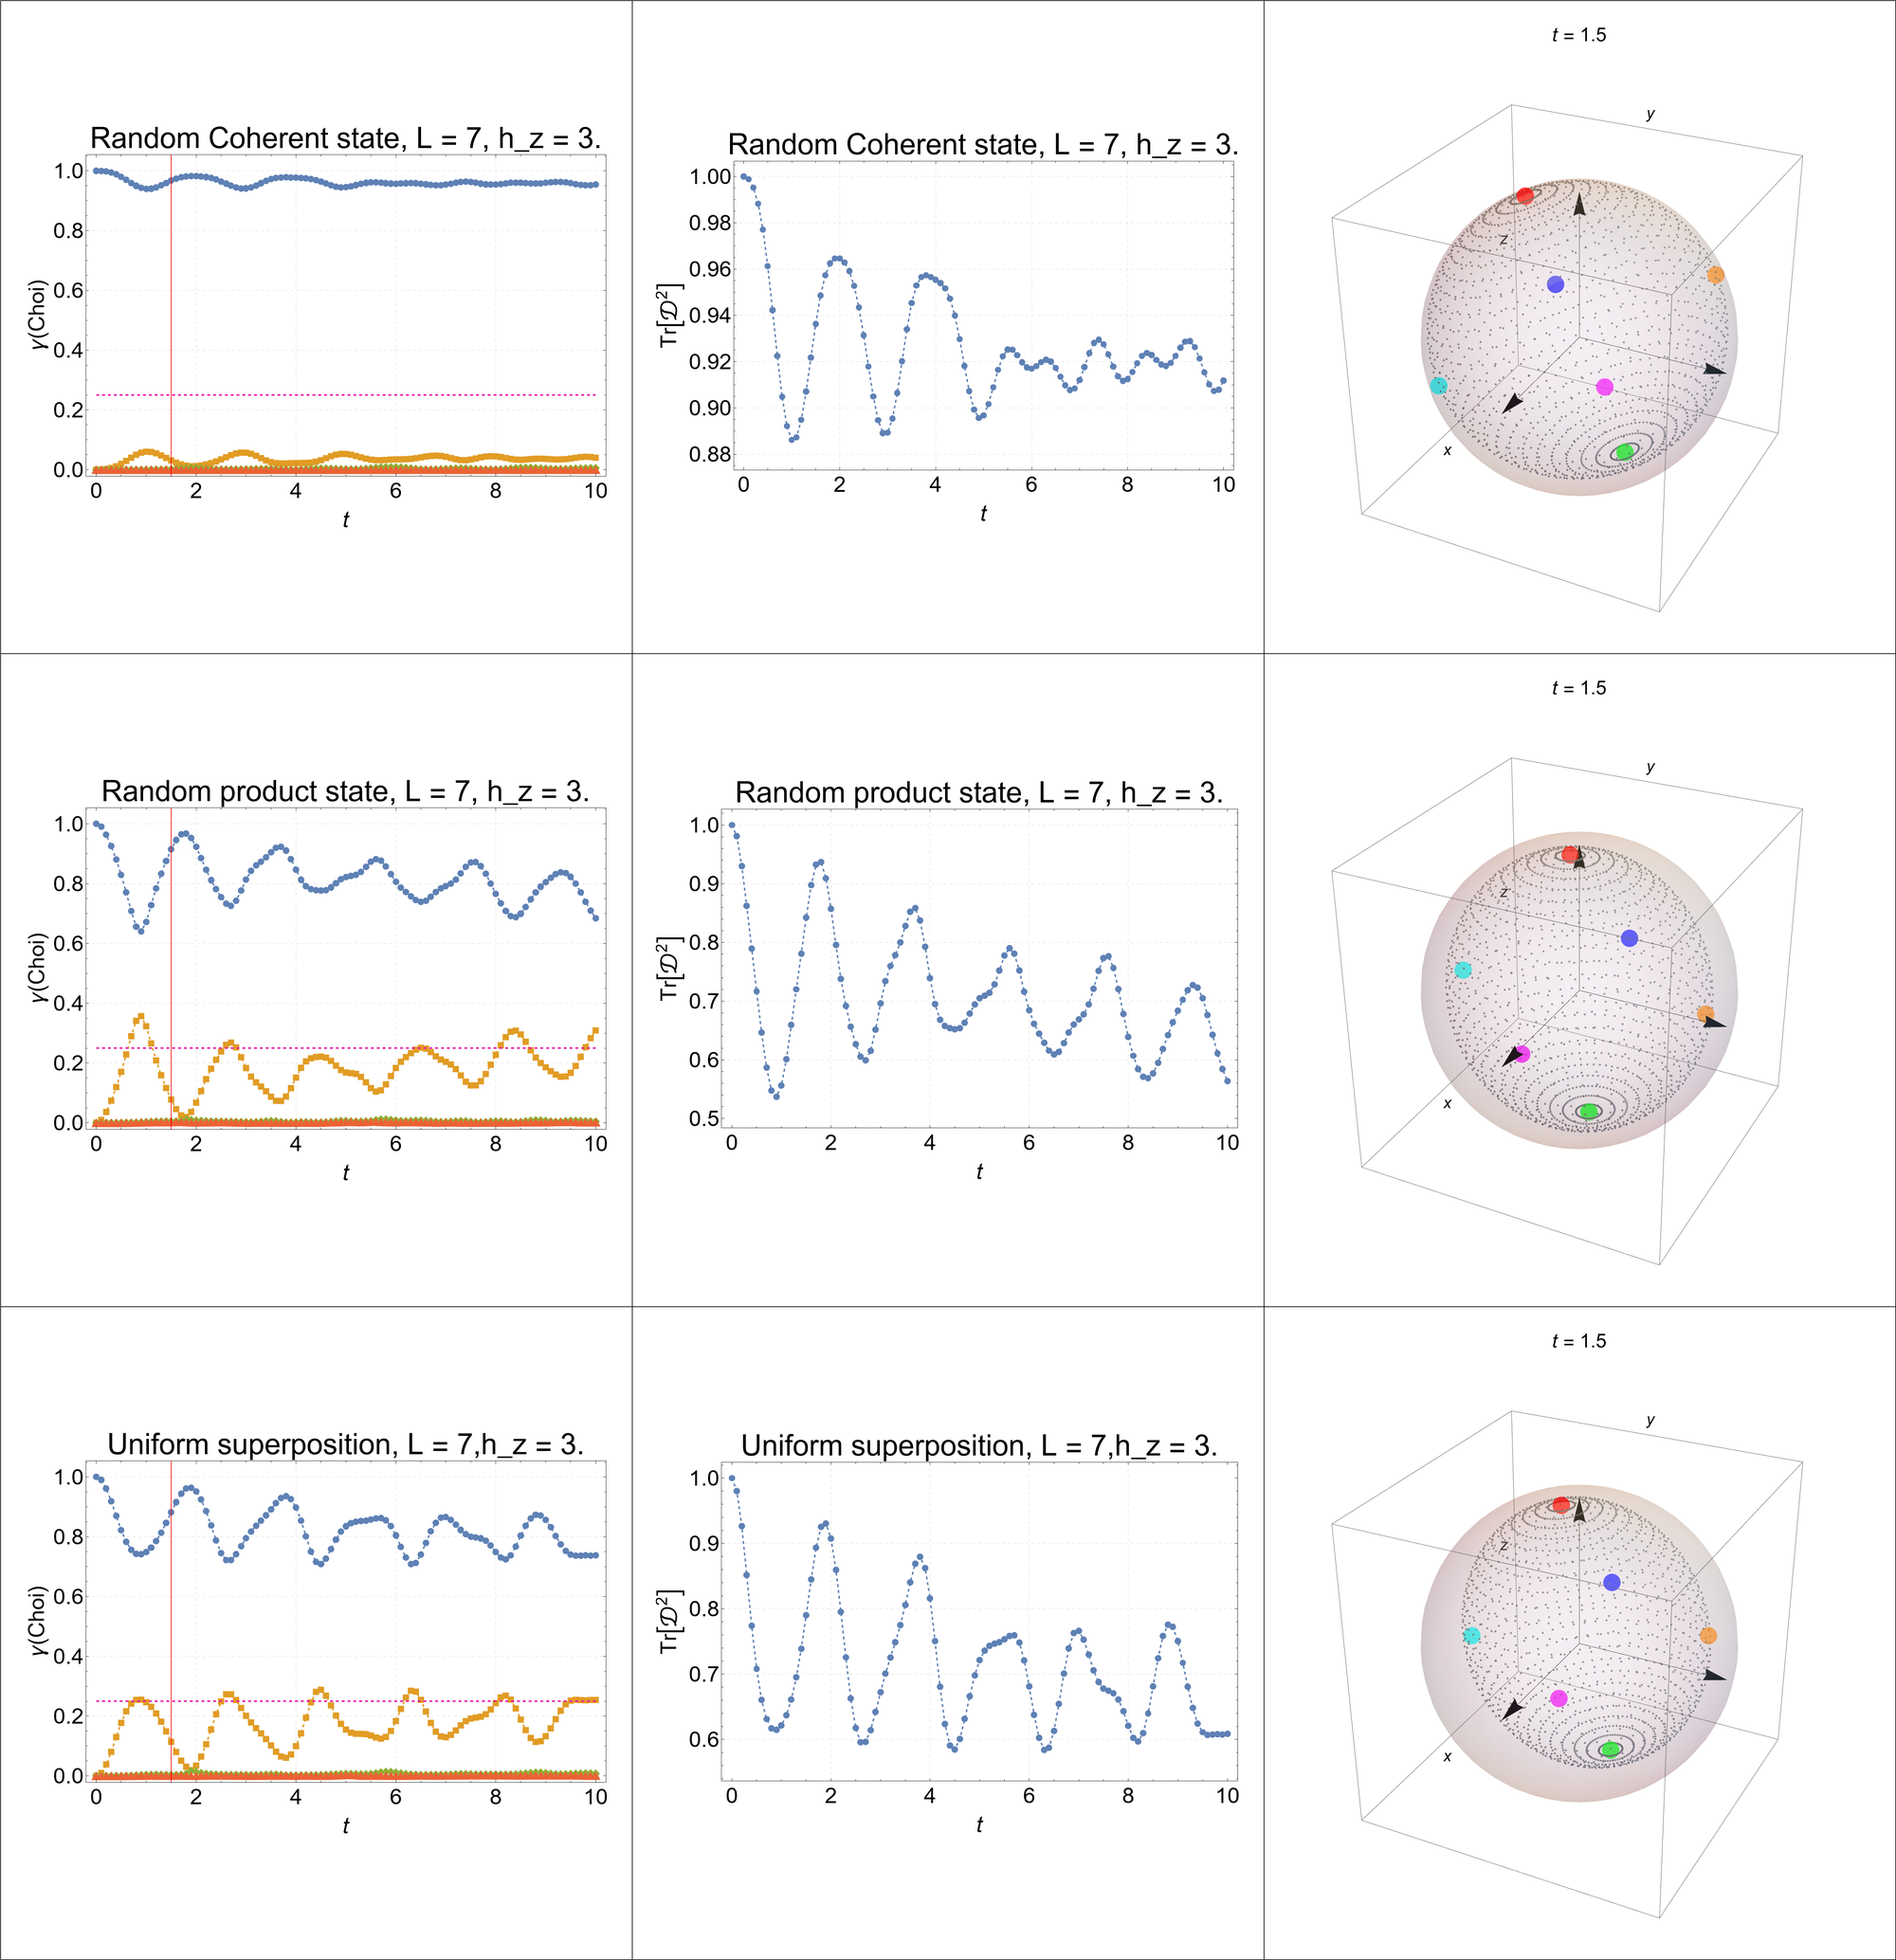 Random Coherent state, L = 7, h_z = 3.
γ(Choi)
1.0
0.8
0.6
0.4
0.2
0.0
0 2 4 6 8 10
t
Random Coherent state, L = 7, h_z = 3.
Tr[𝒟²]
1.00
0.98
0.96
0.94
0.92
0.90
0.88
0 2 4 6 8 10
t
t = 1.5
y
z
x
Random product state, L = 7, h_z = 3.
γ(Choi)
1.0
0.8
0.6
0.4
0.2
0.0
0 2 4 6 8 10
t
Random product state, L = 7, h_z = 3.
Tr[𝒟²]
1.0
0.9
0.8
0.7
0.6
0.5
0 2 4 6 8 10
t
t = 1.5
y
z
x
Uniform superposition, L = 7,h_z = 3.
γ(Choi)
1.0
0.8
0.6
0.4
0.2
0.0
0 2 4 6 8 10
t
Uniform superposition, L = 7,h_z = 3.
Tr[𝒟²]
1.0
0.9
0.8
0.7
0.6
0 2 4 6 8 10
t
t = 1.5
y
z
x